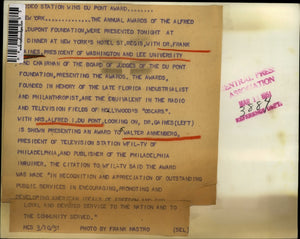 VIDEO STATION WINS DU PONT AWARD.......
NEW YORK...............THE ANNUAL AWARDS OF THE ALFRED
DUPONT FOUNDATION, WERE PRESENTED TONIGHT AT
DINNER AT NEW YORK'S HOTEL ST. REGIS, WITH DR. FRANK
GAINES, PRESIDENT OF WASHINGTON AND LEE UNIVERSITY
AND CHAIRMAN OF THE BOARD OF JUDGES OF THE DU PONT
FOUNDATION, PRESENTING THE AWARDS. THE AWARDS,
FOUNDED IN MEMORY OF THE LATE FLORIDA INDUSTRIALIST
AND PHILANTHROPIST, ARE THE EQUIVALENT IN THE RADIO
AND TELEVISION FIELDS OF HOLLYWOOD'S "OSCARS".
WITH MRS. ALFRED I. DU PONT LOOKING ON, DR. GAINES (LEFT)
IS SHOWN PRESENTING AN AWARD TO WALTER ANNENBERG,
PRESIDENT OF TELEVISION STATION WFIL-TV OF
PHILADELPHIA, AND PUBLISHER OF THE PHILADELPHIA
INQUIRER. THE CITATION TO WFIL-TV SAID THE AWARD
WAS MADE "IN RECOGNITION AND APPRECIATION OF OUTSTANDING
PUBLIC SERVICES IN ENCOURAGING, PROMOTING AND
DEVELOPING AMERICAN IDEALS OF FREEDOM AND FOR
LOYAL AND DEVOTED SERVICE TO THE NATION AND TO
THE COMMUNITY SERVED."
3/10/51 PHOTO BY FRANK MASTRO
(SEL)
CENTRAL PRESS
ASSOCIATION
1951